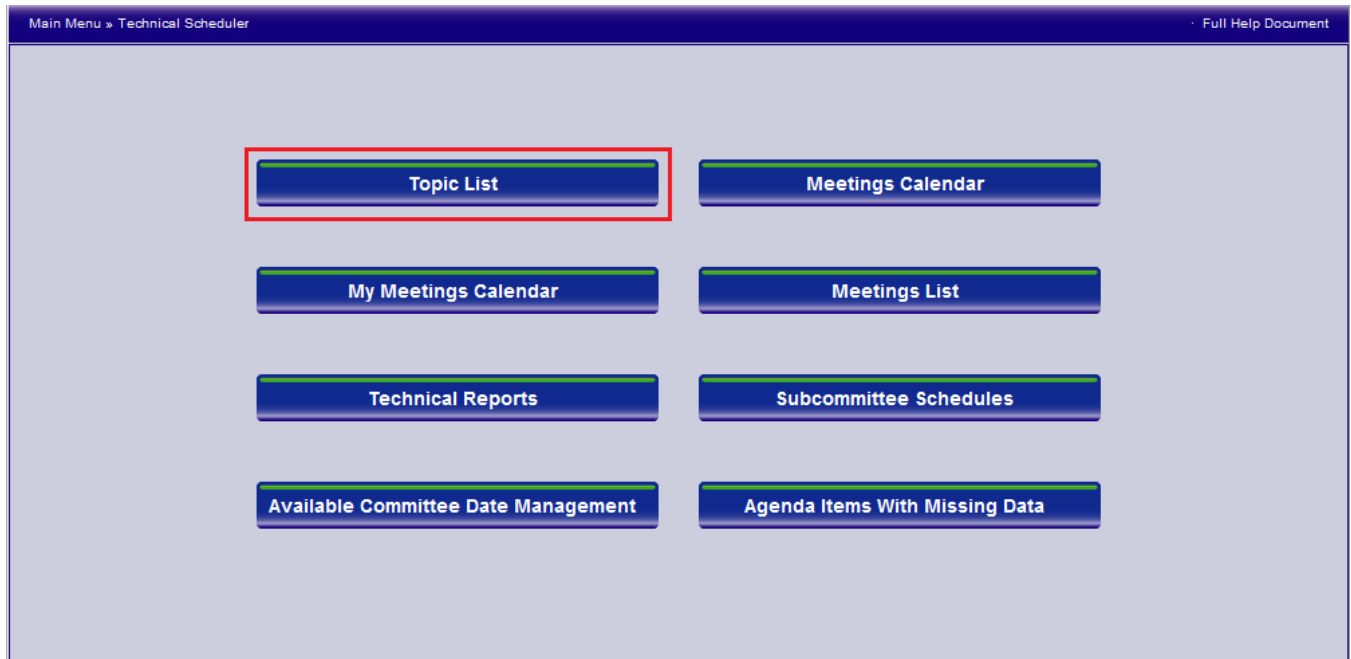 Main Menu » Technical Scheduler
· Full Help Document
Topic List
Meetings Calendar
My Meetings Calendar
Meetings List
Technical Reports
Subcommittee Schedules
Available Committee Date Management
Agenda Items With Missing Data